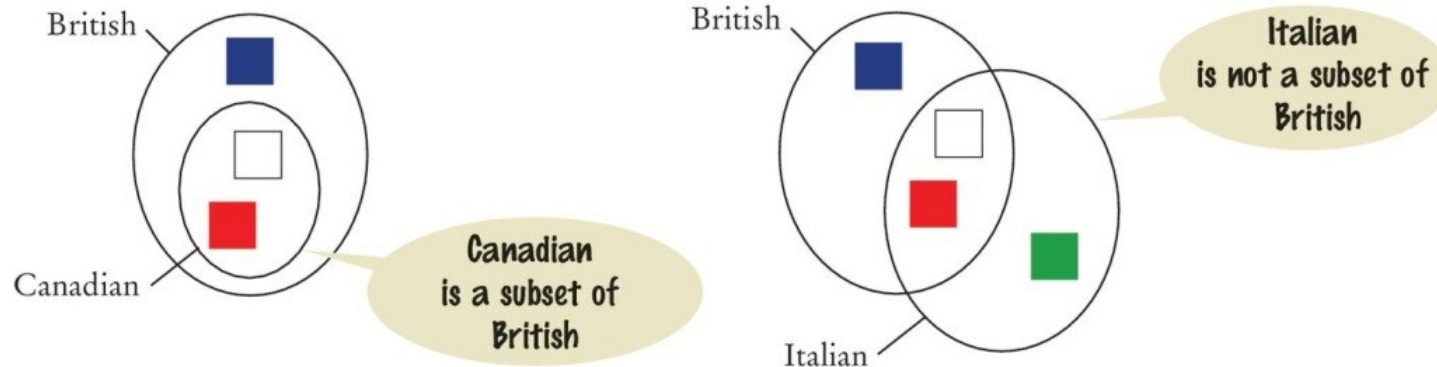 British
Canadian
Canadian
is a subset of
British
British
Italian
Italian
is not a subset of
British